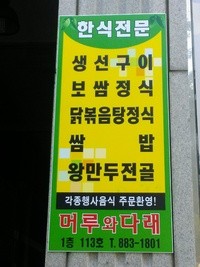 한식전문
생선구이
보쌈정식
닭볶음탕정식
쌈 밥
왕만두전골
각종행사음식 주문환영!
머루와다래
1층 113호 T. 883-1801